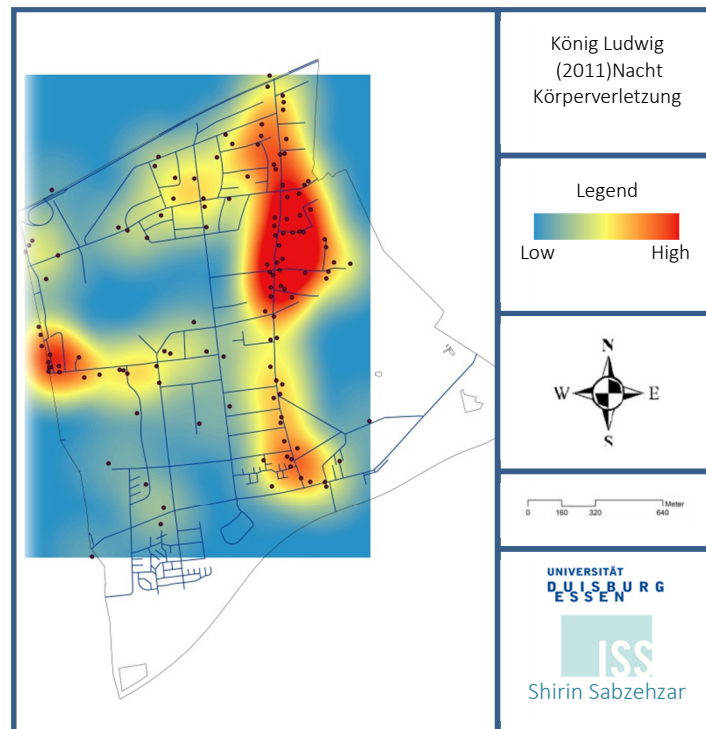 König Ludwig
(2011)Nacht
Körperverletzung
Legend
Low High
N
W E
S
Meter
0 160 320 640
UNIVERSITÄT
DUISBURG
ESSEN
ISS
Shirin Sabzehzar